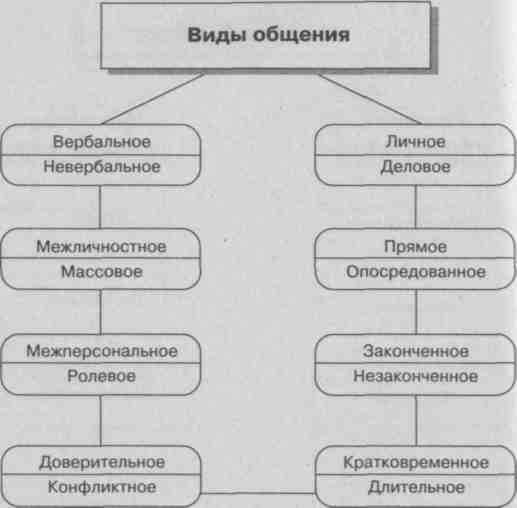 Виды общения
Вербальное
Невербальное
Межличностное
Массовое
Межперсональное
Ролевое
Доверительное
Конфликтное
Личное
Деловое
Прямое
Опосредованное
Законченное
Незаконченное
Кратковременное
Длительное